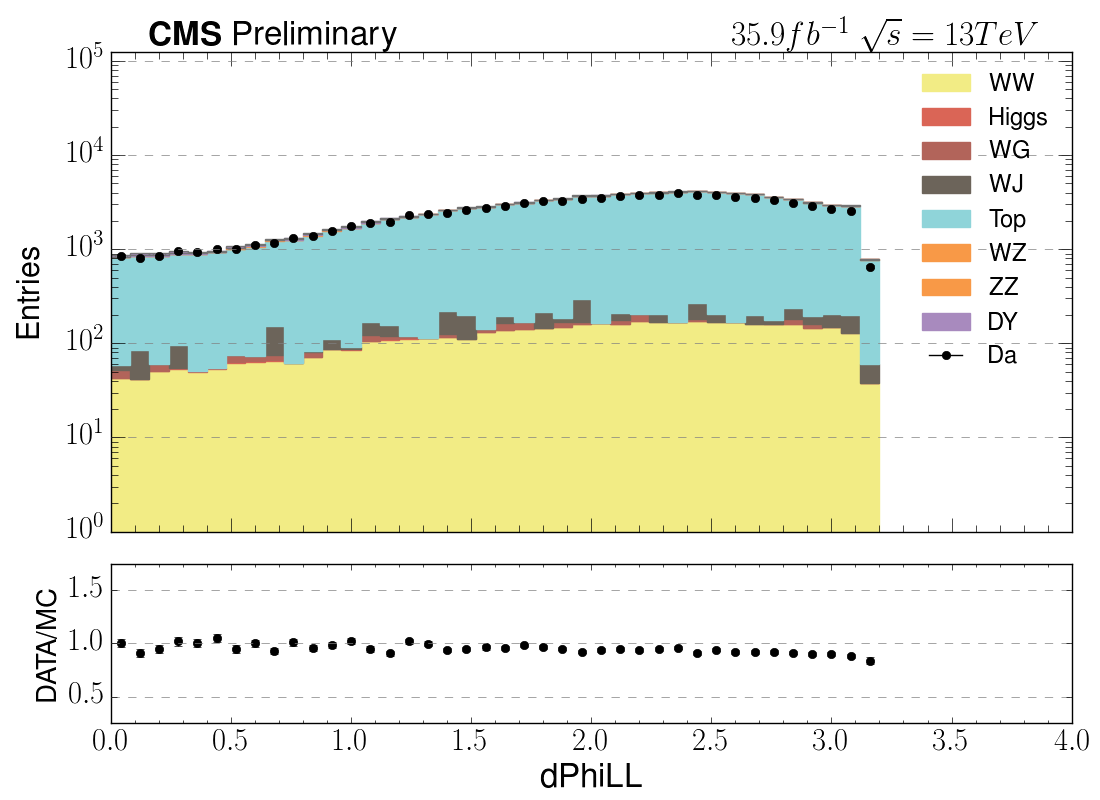 CMS Preliminary 35.9fb⁻¹ √s = 13TeV
10⁵
10⁴
10³
10²
10¹
10⁰
Entries
WW
Higgs
WG
WJ
Top
WZ
ZZ
DY
Da
1.5
1.0
0.5
DATA/MC
0.0 0.5 1.0 1.5 2.0 2.5 3.0 3.5 4.0
dPhiLL